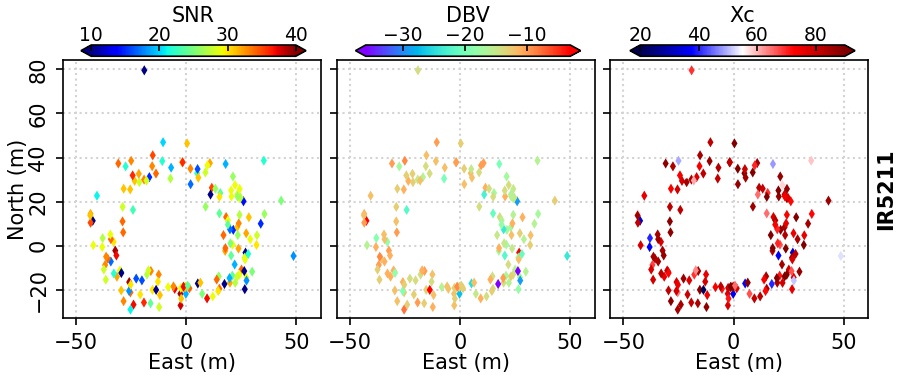 SNR DBV Xc
10 20 30 40 −30 −20 −10 20 40 60 80
80
60
40
20
0
−20
North (m)
−50 0 50 −50 0 50 −50 0 50
East (m) East (m) East (m)
IR5211